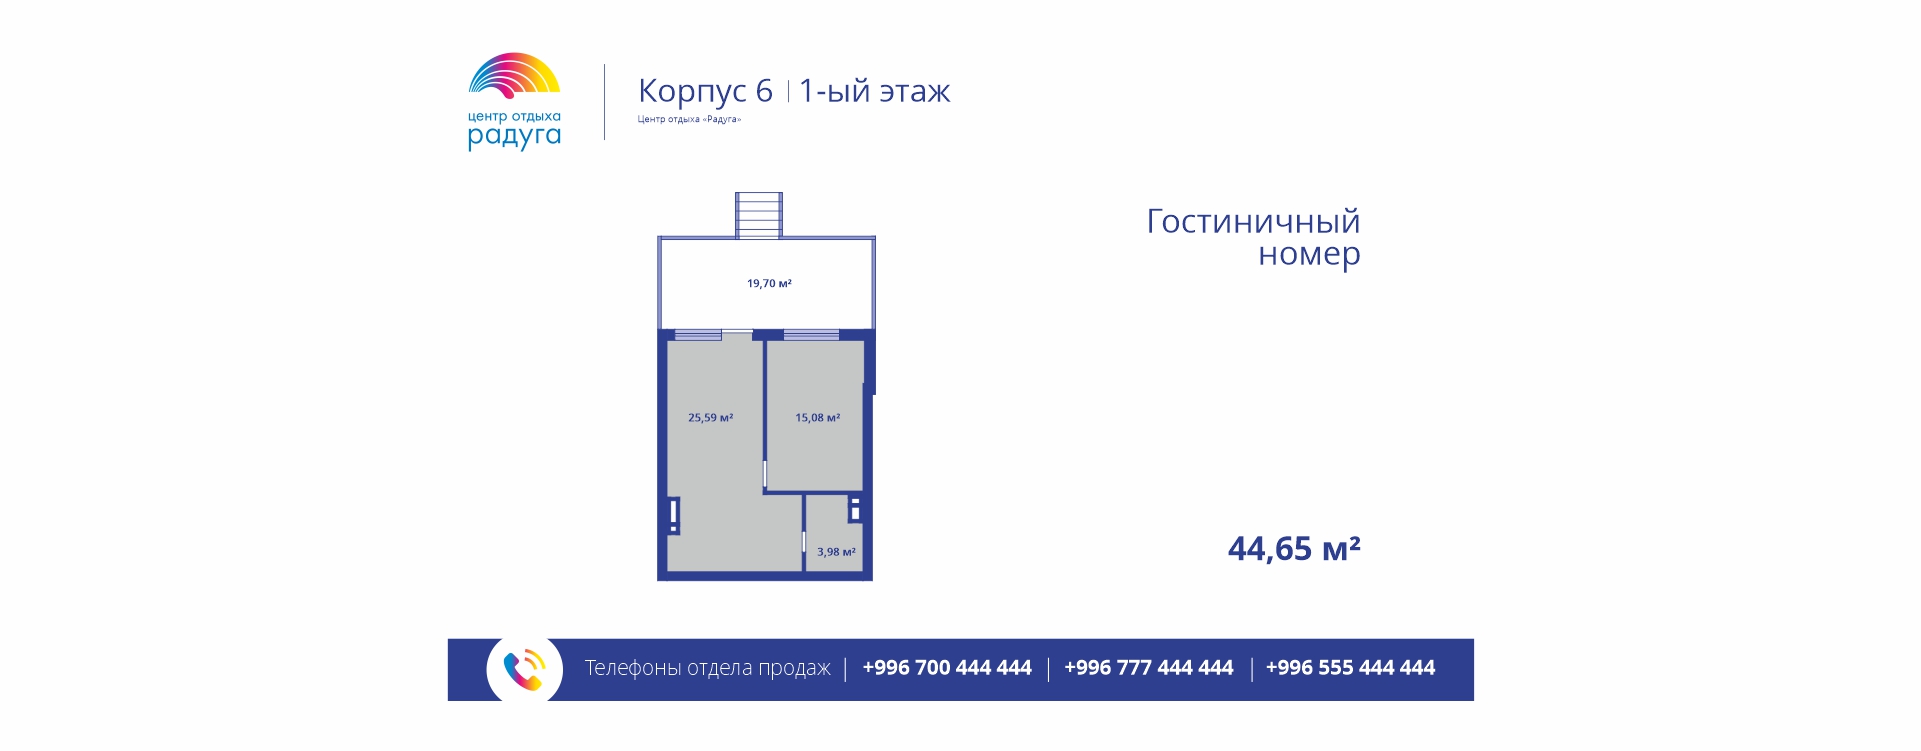 центр отдыха
радуга
Корпус 6 | 1-ый этаж
Центр отдыха «Радуга»
Гостиничный
номер
19,70 м²
25,59 м²
15,08 м²
3,98 м²
44,65 м²
Телефоны отдела продаж | +996 700 444 444 | +996 777 444 444 | +996 555 444 444